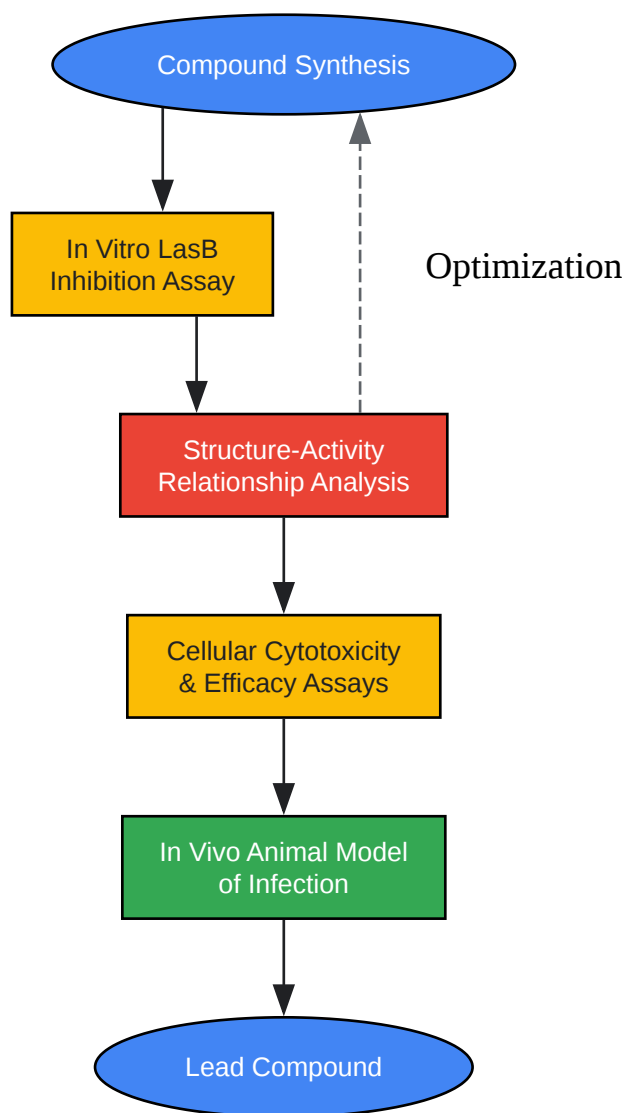 Compound Synthesis
In Vitro LasB
Inhibition Assay
Optimization
Structure-Activity
Relationship Analysis
Cellular Cytotoxicity
& Efficacy Assays
In Vivo Animal Model
of Infection
Lead Compound